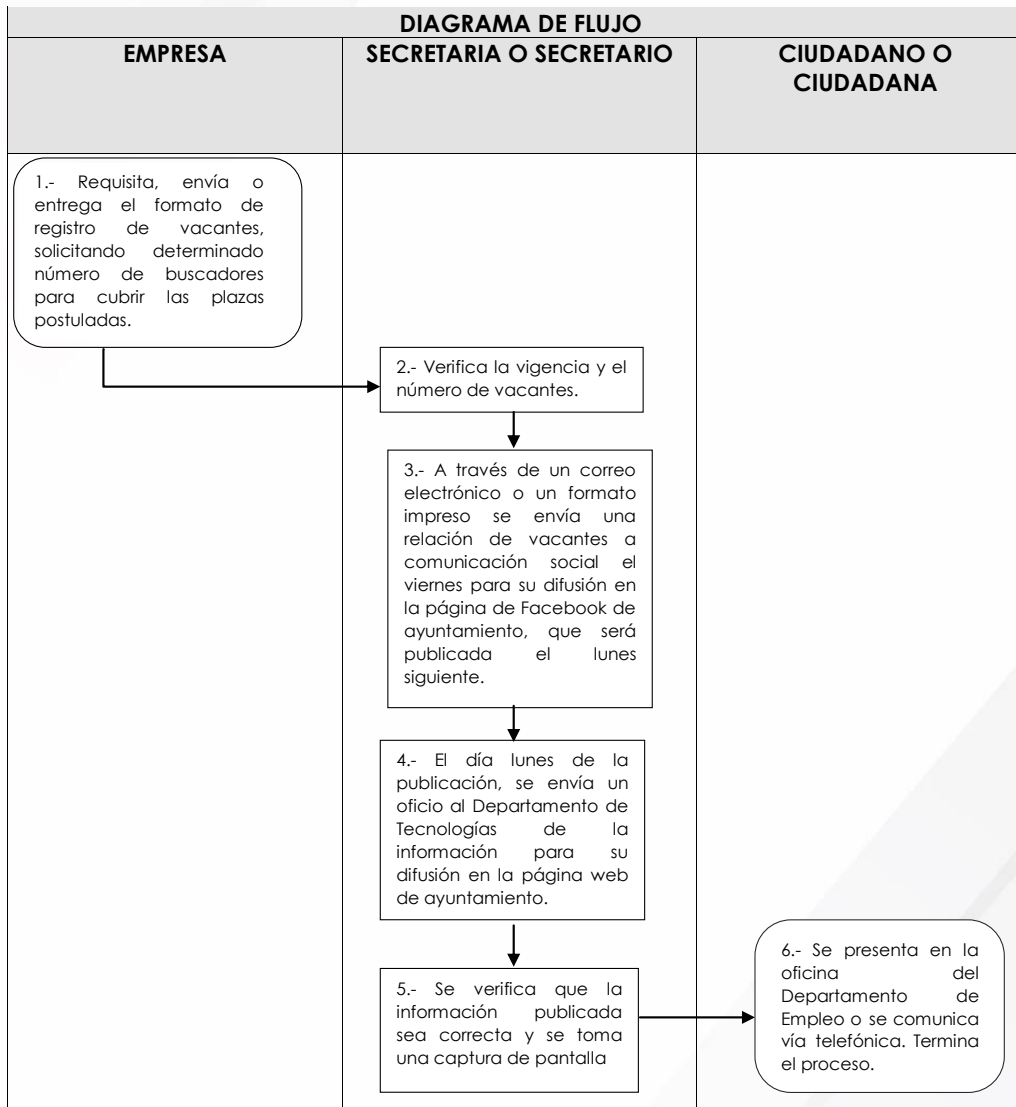 DIAGRAMA DE FLUJO
EMPRESA
SECRETARIA O SECRETARIO
CIUDADANO O
CIUDADANA
1.- Requisita, envía o
entrega el formato de
registro de vacantes,
solicitando determinado
número de buscadores
para cubrir las plazas
postuladas.
2.- Verifica la vigencia y el
número de vacantes.
3.- A través de un correo
electrónico o un formato
impreso se envía una
relación de vacantes a
comunicación social el
viernes para su difusión en
la página de Facebook de
ayuntamiento, que será
publicada el lunes
siguiente.
4.- El día lunes de la
publicación, se envía un
oficio al Departamento de
Tecnologías de la
información para su
difusión en la página web
de ayuntamiento.
5.- Se verifica que la
información publicada
sea correcta y se toma
una captura de pantalla
6.- Se presenta en la
oficina del
Departamento de
Empleo o se comunica
vía telefónica. Termina
el proceso.